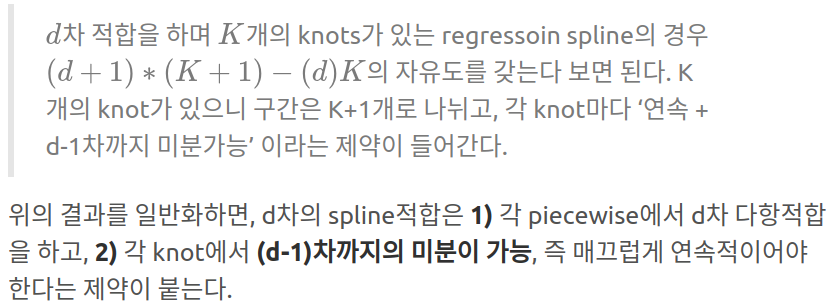 d차 적합을 하며 K개의 knots가 있는 regressoin spline의 경우
(d + 1) ∗ (K + 1) − (d)K의 자유도를 갖는다 보면 된다. K
개의 knot가 있으니 구간은 K+1개로 나뉘고, 각 knot마다 ‘연속 +
d-1차까지 미분가능’ 이라는 제약이 들어간다.
위의 결과를 일반화하면, d차의 spline적합은 1) 각 piecewise에서 d차 다항적합
을 하고, 2) 각 knot에서 (d-1)차까지의 미분이 가능, 즉 매끄럽게 연속적이어야
한다는 제약이 붙는다.